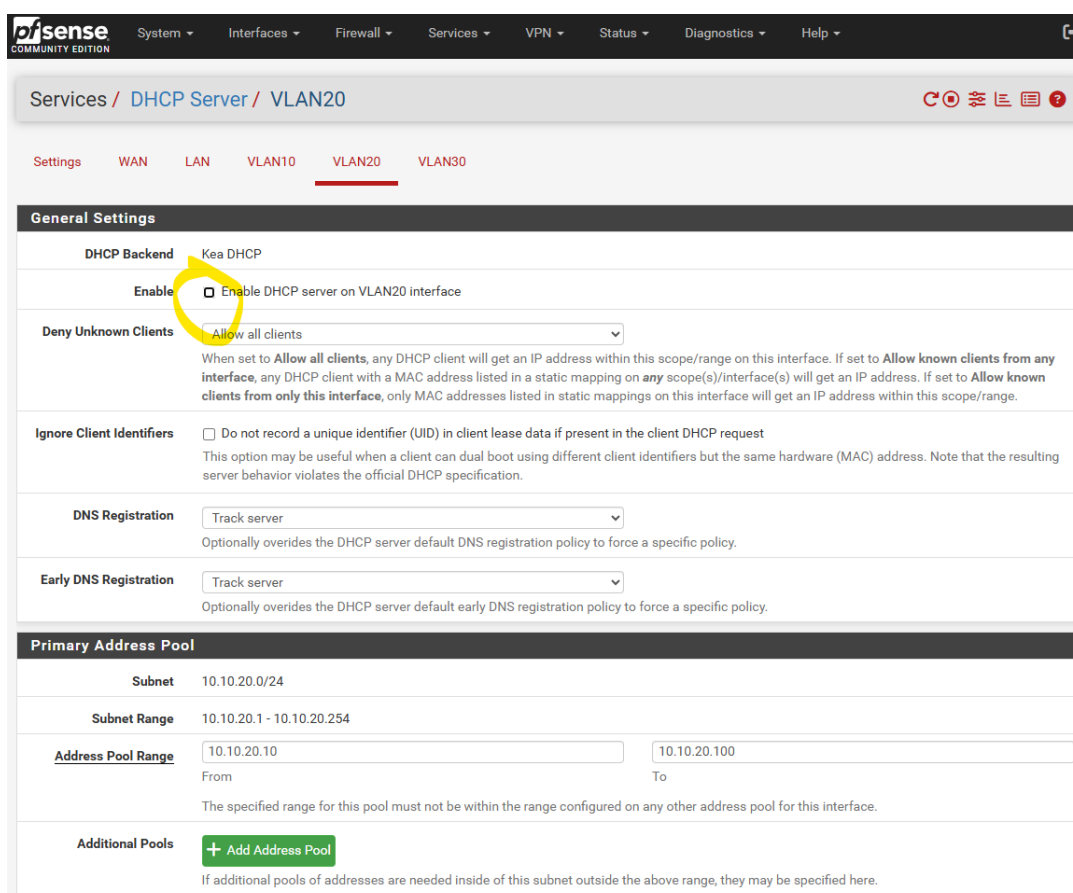 pfsense
COMMUNITY EDITION
System Interfaces Firewall Services VPN Status Diagnostics Help
Services / DHCP Server / VLAN20
Settings WAN LAN VLAN10 VLAN20 VLAN30
General Settings
DHCP Backend Kea DHCP
Enable Enable DHCP server on VLAN20 interface
Deny Unknown Clients Allow all clients
When set to Allow all clients, any DHCP client will get an IP address within this scope/range on this interface. If set to Allow known clients from any
interface, any DHCP client with a MAC address listed in a static mapping on any scope(s)/interface(s) will get an IP address. If set to Allow known
clients from only this interface, only MAC addresses listed in static mappings on this interface will get an IP address within this scope/range.
Ignore Client Identifiers Do not record a unique identifier (UID) in client lease data if present in the client DHCP request
This option may be useful when a client can dual boot using different client identifiers but the same hardware (MAC) address. Note that the resulting
server behavior violates the official DHCP specification.
DNS Registration Track server
Optionally overides the DHCP server default DNS registration policy to force a specific policy.
Early DNS Registration Track server
Optionally overides the DHCP server default early DNS registration policy to force a specific policy.
Primary Address Pool
Subnet 10.10.20.0/24
Subnet Range 10.10.20.1 - 10.10.20.254
Address Pool Range 10.10.20.10 10.10.20.100
From To
The specified range for this pool must not be within the range configured on any other address pool for this interface.
Additional Pools + Add Address Pool
If additional pools of addresses are needed inside of this subnet outside the above range, they may be specified here.